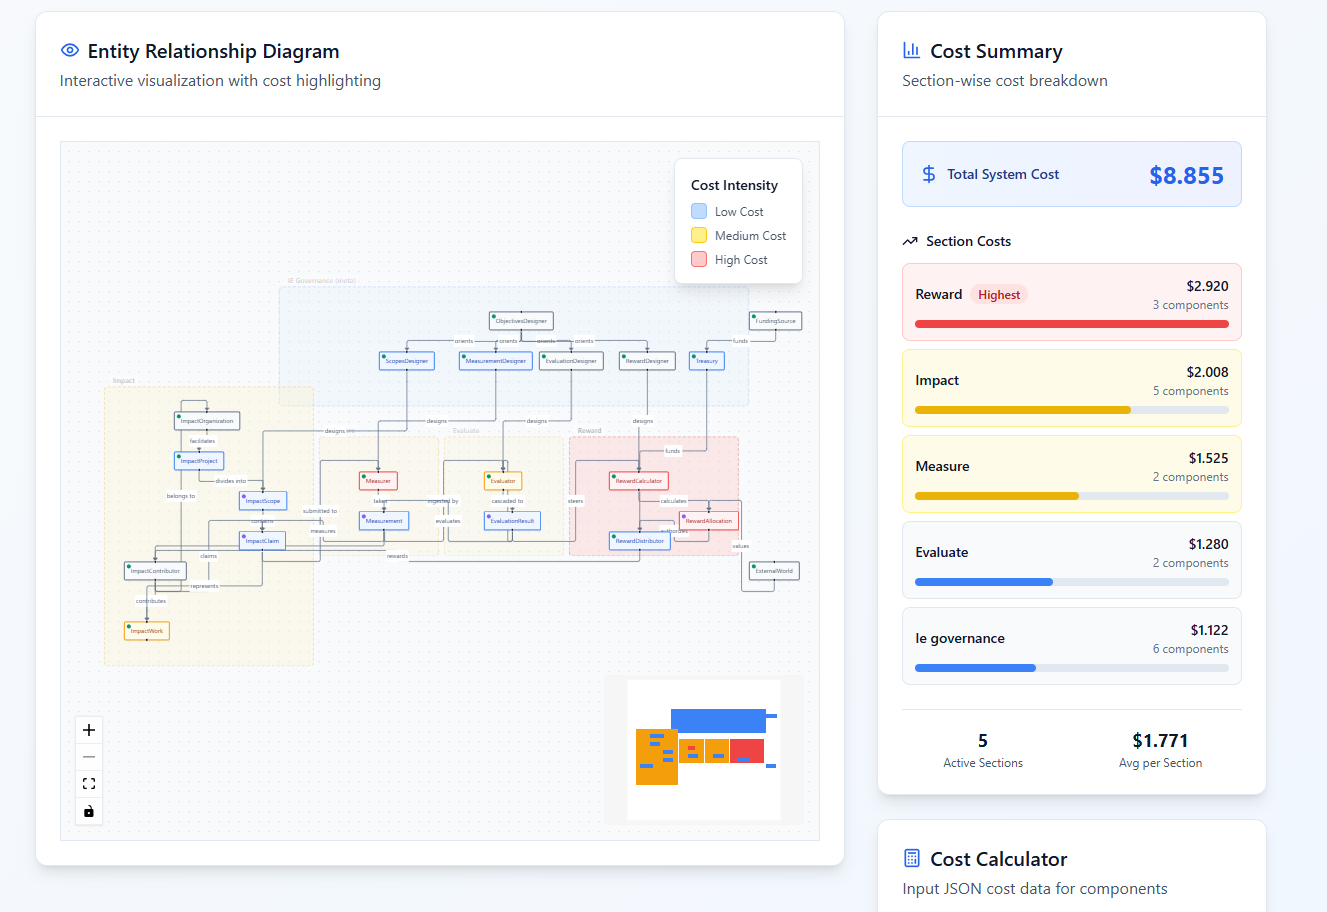 Entity Relationship Diagram
Interactive visualization with cost highlighting
Cost Intensity
Low Cost
Medium Cost
High Cost
IE Governance (meta)
ObjectivesDesigner
FundingSource
orients
orients
orients
orients
funds
ScopesDesigner
MeasurementDesigner
EvaluationDesigner
RewardDesigner
Treasury
Impact
ImpactOrganization
facilitates
ImpactProject
divides into
belongs to
ImpactScope
contains
ImpactClaim
claims
ImpactContributor
represents
contributes
ImpactWork
designs
designs
designs
designs
Evaluate
Reward
funds
Measurer
Evaluator
RewardCalculator
submitted to
measures
takes
ingested by
evaluates
cascaded to
steers
calculates
Measurement
EvaluationResult
RewardAllocation
RewardDistributor
rewards
values
ExternalWorld
Cost Summary
Section-wise cost breakdown
Total System Cost
$8.855
Section Costs
Reward Highest
$2.920
3 components
Impact
$2.008
5 components
Measure
$1.525
2 components
Evaluate
$1.280
2 components
Ie governance
$1.122
6 components
5
Active Sections
$1.771
Avg per Section
Cost Calculator
Input JSON cost data for components